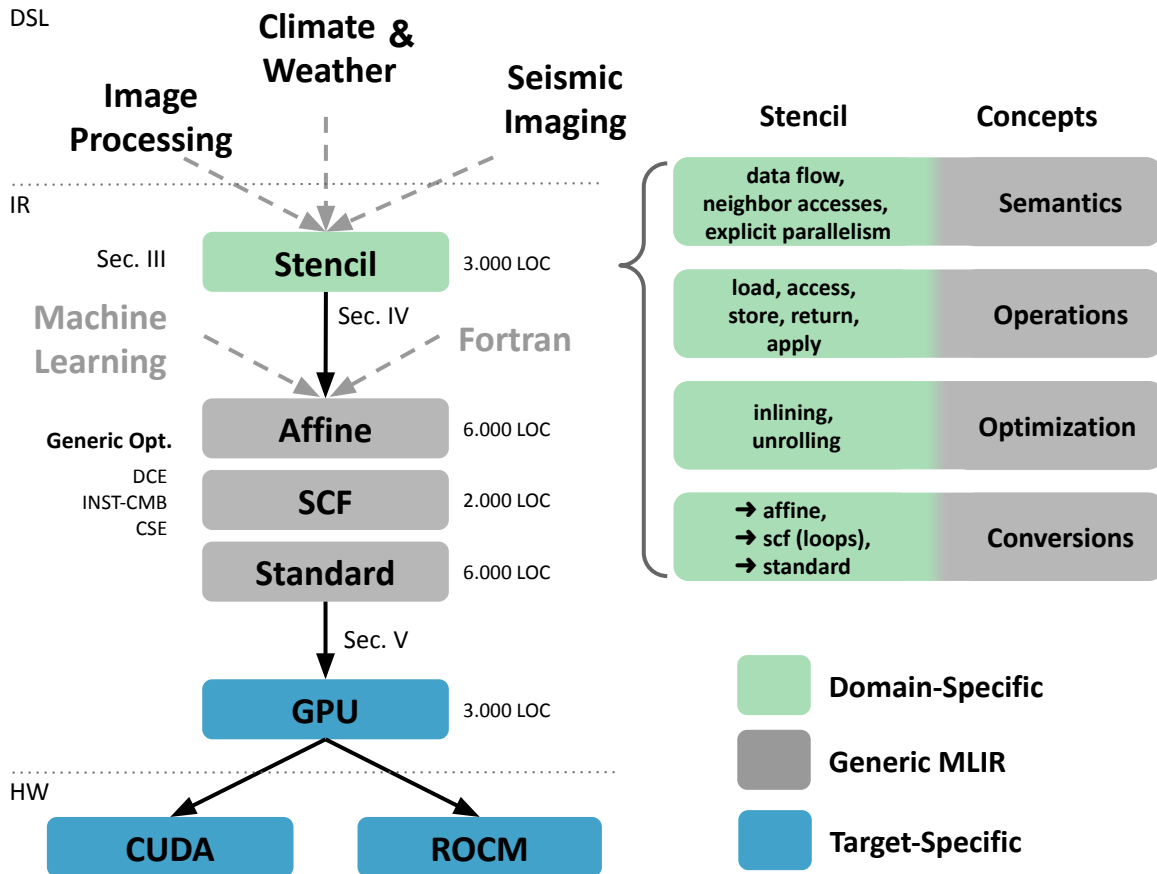 DSL
Climate &
Weather
Image
Processing
Seismic
Imaging
IR
Sec. III
Stencil
3.000 LOC
Sec. IV
Machine
Learning
Fortran
Affine
6.000 LOC
Generic Opt.
DCE
INST-CMB
CSE
SCF
2.000 LOC
Standard
6.000 LOC
Sec. V
GPU
3.000 LOC
HW
CUDA
ROCM
Stencil
Concepts
data flow,
neighbor accesses,
explicit parallelism
Semantics
load, access,
store, return,
apply
Operations
inlining,
unrolling
Optimization
➔ affine,
➔ scf (loops),
➔ standard
Conversions
Domain-Specific
Generic MLIR
Target-Specific